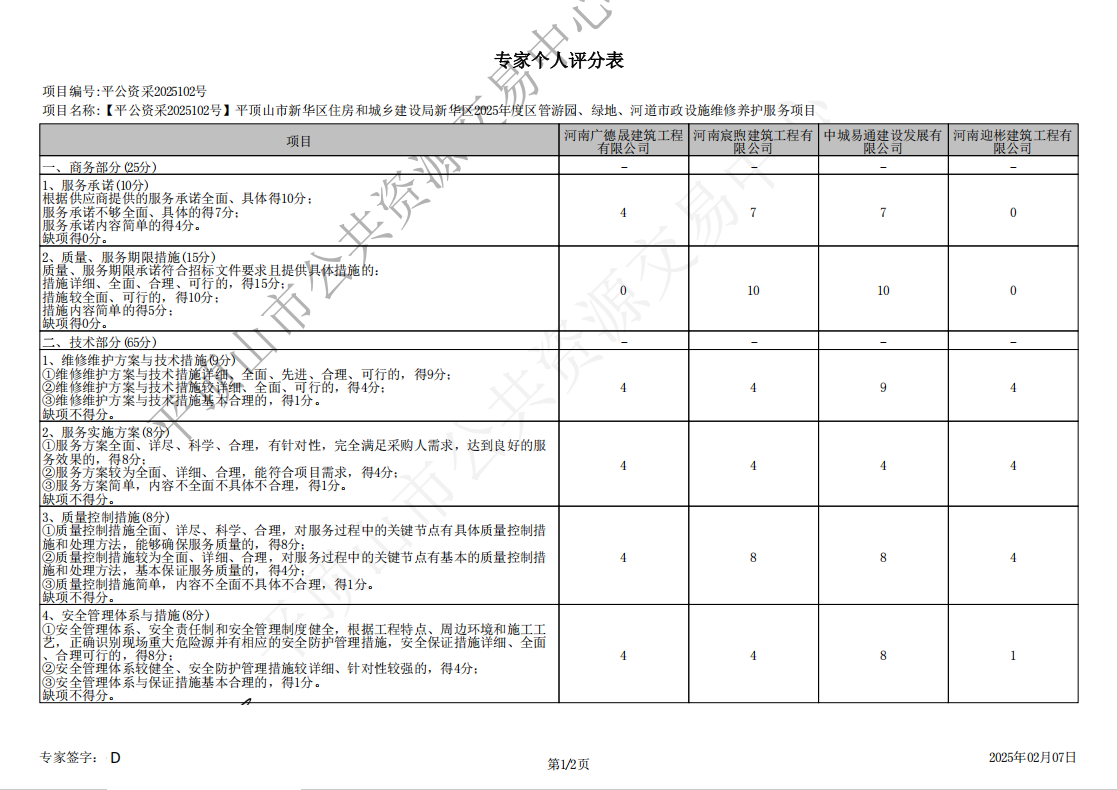 专家个人评分表
项目编号:平公资采2025102号
项目名称:【平公资采2025102号】平顶山市新华区住房和城乡建设局新华区2025年度区管游园、绿地、河道市政设施维修养护服务项目
项目
河南广德晟建筑工程
有限公司
河南宸煦建筑工程有
限公司
中城易通建设发展有
限公司
河南迎彬建筑工程有
限公司
一、商务部分(25分)
–
–
–
–
1、服务承诺(10分)
根据供应商提供的服务承诺全面、具体得10分;
服务承诺不够全面、具体的得7分;
服务承诺内容简单的得4分。
缺项得0分。
4
7
7
0
2、质量、服务期限措施(15分)
质量、服务期限承诺符合招标文件要求且提供具体措施的:
措施详细、全面、合理、可行的，得15分;
措施较全面、可行的，得10分;
措施内容简单的得5分;
缺项得0分。
0
10
10
0
二、技术部分(65分)
–
–
–
–
1、维修维护方案与技术措施(9分)
①维修维护方案与技术措施详细、全面、先进、合理、可行的，得9分;
②维修维护方案与技术措施较详细、全面、可行的，得4分;
③维修维护方案与技术措施基本合理的，得1分。
缺项不得分。
4
4
9
4
2、服务实施方案(8分)
①服务方案全面、详尽、科学、合理，有针对性，完全满足采购人需求，达到良好的服
务效果的，得8分;
②服务方案较为全面、详细、合理，能符合项目需求，得4分;
③服务方案简单，内容不全面不具体不合理，得1分。
缺项不得分。
4
4
4
4
3、质量控制措施(8分)
①质量控制措施全面、详尽、科学、合理，对服务过程中的关键节点有具体质量控制措
施和处理方法，能够确保服务质量的，得8分;
②质量控制措施较为全面、详细、合理，对服务过程中的关键节点有基本的质量控制措
施和处理方法，基本保证服务质量的，得4分;
③质量控制措施简单，内容不全面不具体不合理，得1分。
缺项不得分。
4
8
8
4
4、安全管理体系与措施(8分)
①安全管理体系、安全责任制和安全管理制度健全，根据工程特点、周边环境和施工工
艺，正确识别现场重大危险源并有相应的安全防护管理措施，安全保证措施详细、全面
、合理可行的，得8分;
②安全管理体系较健全、安全防护管理措施较详细、针对性较强的，得4分;
③安全管理体系与保证措施基本合理的，得1分。
缺项不得分。
4
4
8
1
专家签字: D
第1/2页
2025年02月07日
平顶山市公共资源交易中心
平顶山市公共资源交易中